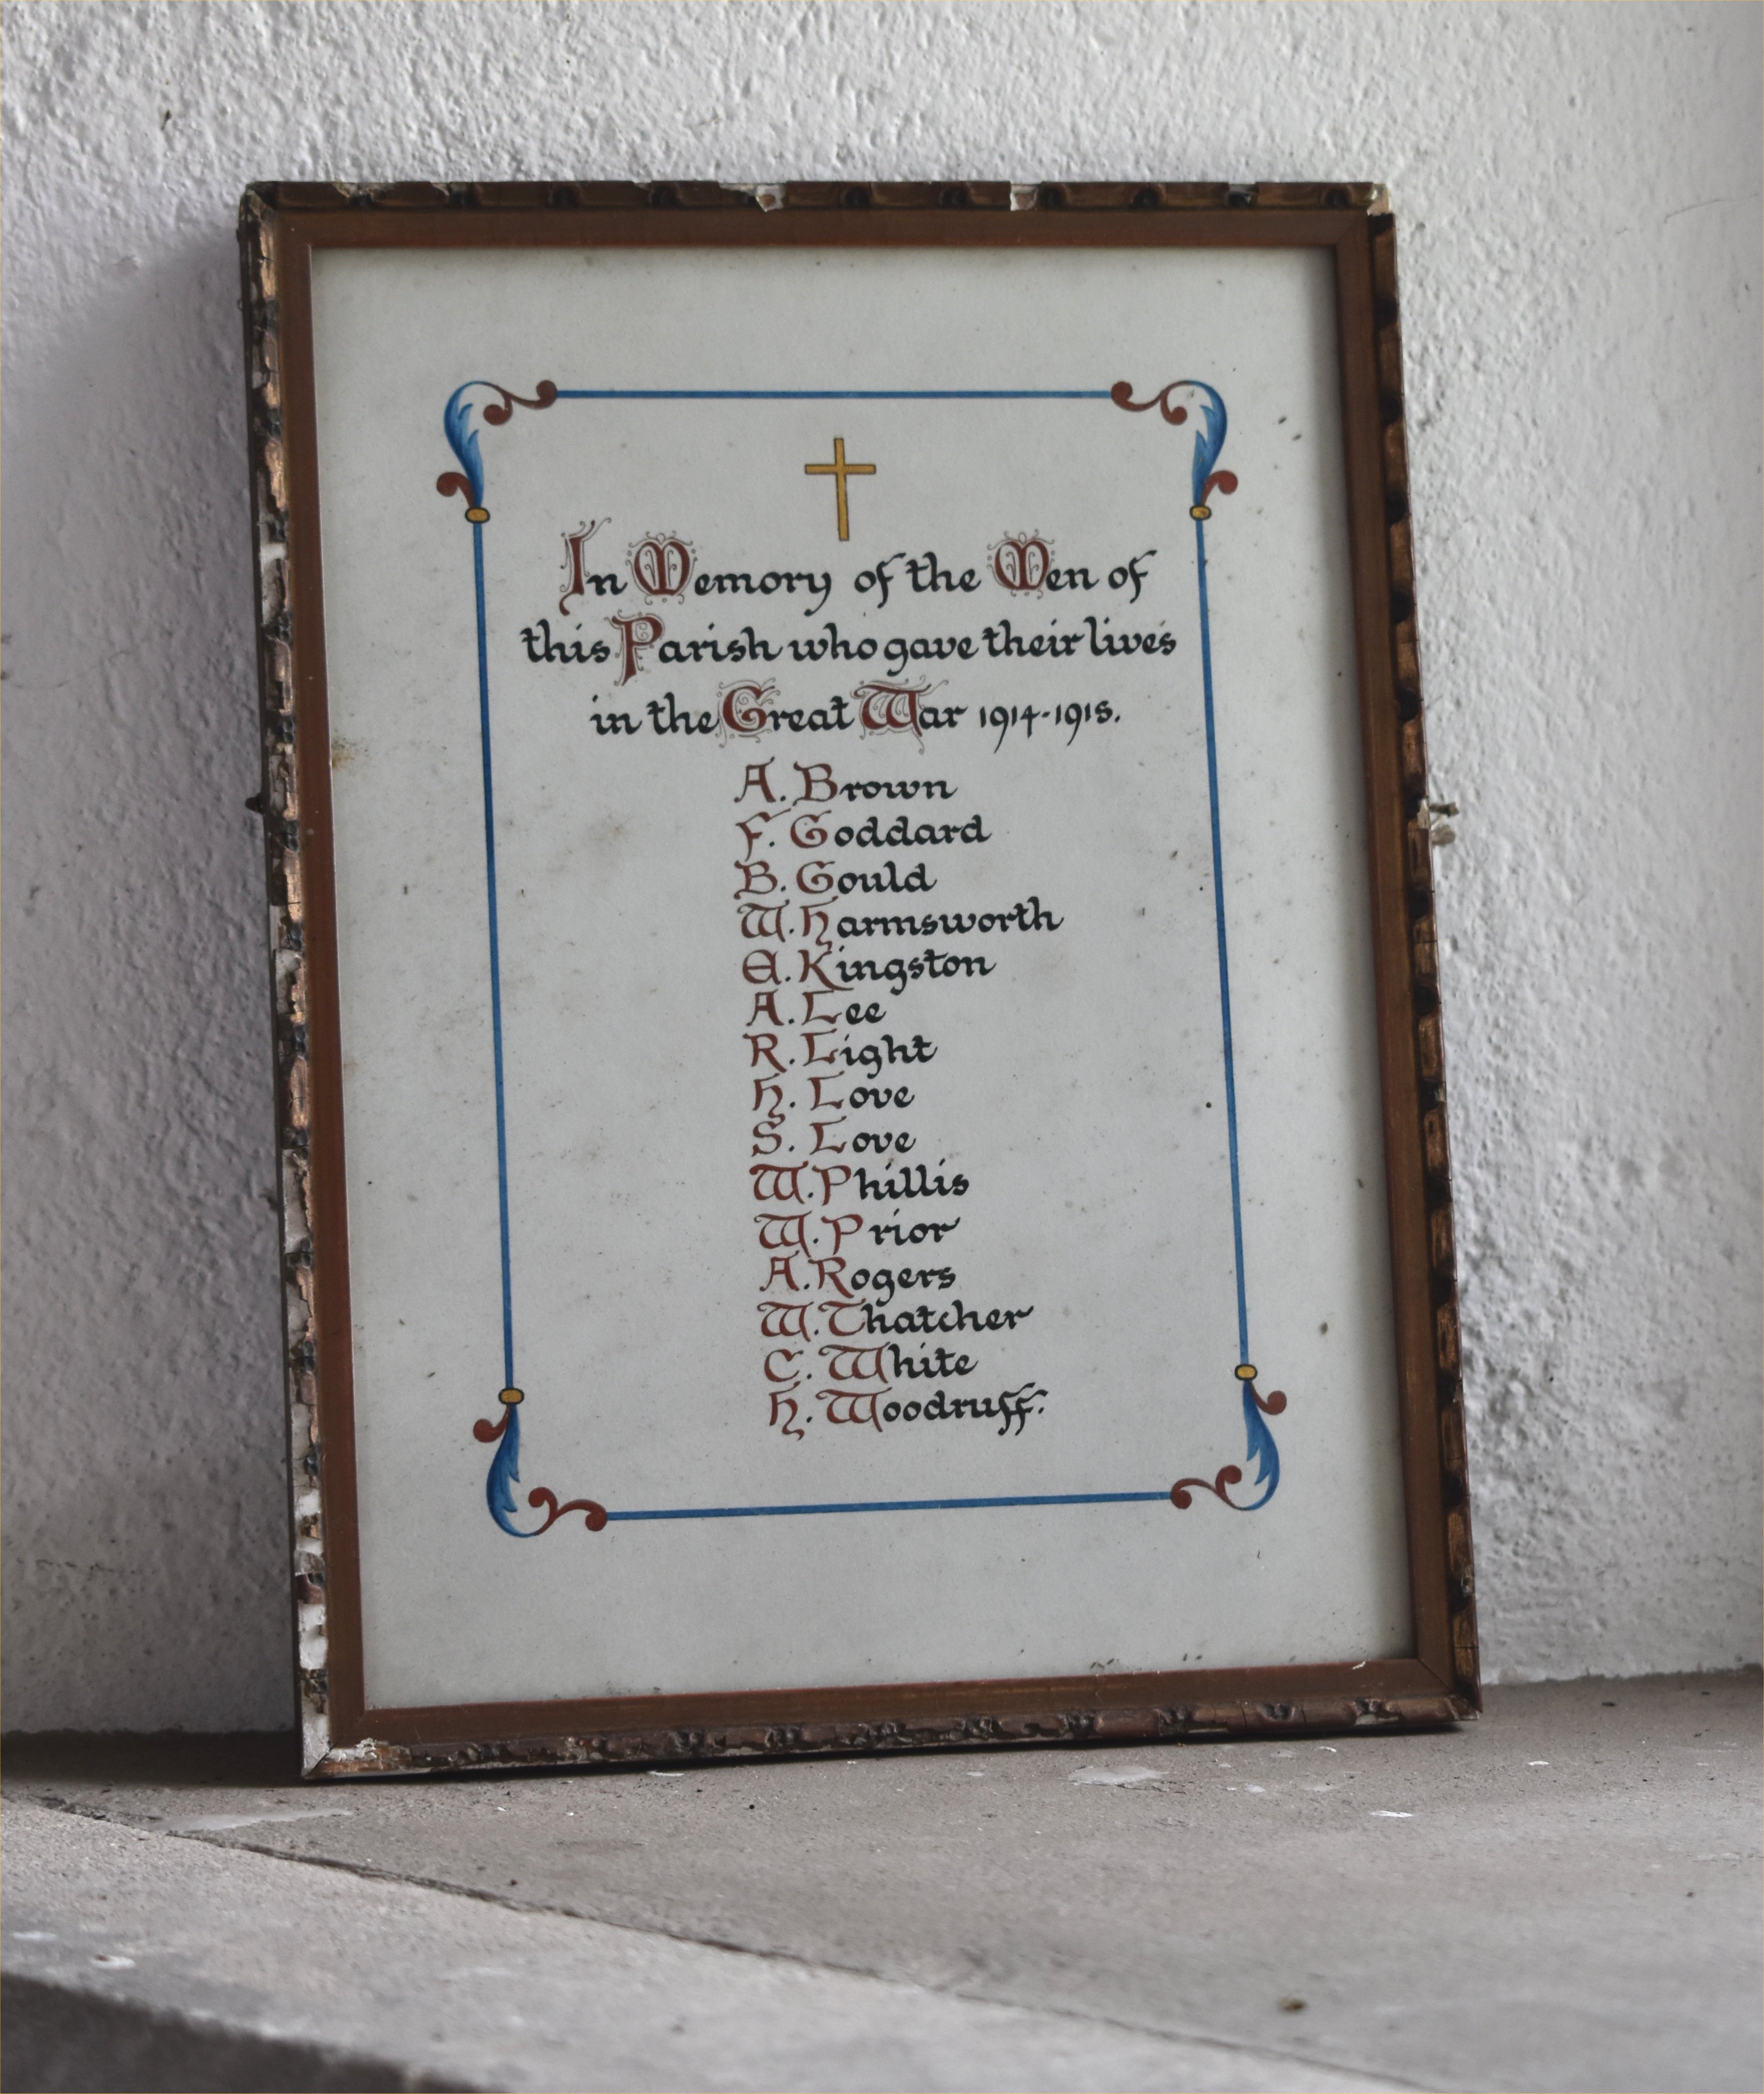 In Memory of the Men of
this Parish who gave their lives
in the Great War 1914-1918.
A. Brown
F. Goddard
B. Gould
W. Harmsworth
E. Kingston
A. Lee
R. Light
H. Love
S. Love
W. Phillis
W. Prior
A. Rogers
W. Thatcher
C. White
H. Woodruff.